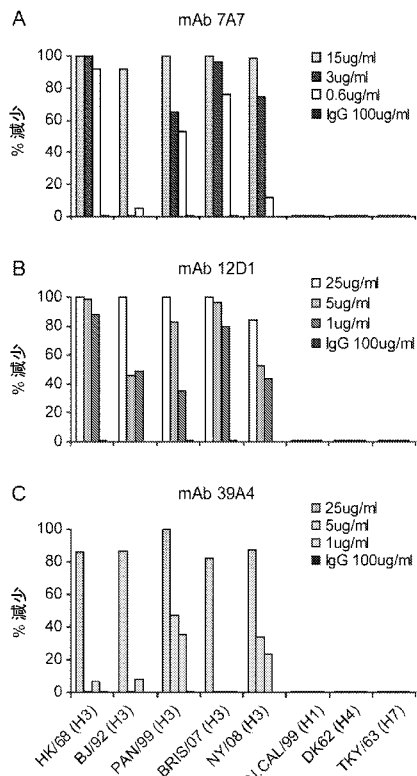 A
mAb 7A7
% 減少
100
80
60
40
20
0
15ug/ml
3ug/ml
0.6ug/ml
IgG 100ug/ml
B
mAb 12D1
% 減少
100
80
60
40
20
0
25ug/ml
5ug/ml
1ug/ml
IgG 100ug/ml
C
mAb 39A4
% 減少
100
80
60
40
20
0
25ug/ml
5ug/ml
1ug/ml
IgG 100ug/ml
HK/68 (H3)
BJ/92 (H3)
PAN/99 (H3)
BRIS/07 (H3)
NY/08 (H3)
CAL/99 (H1)
DK62 (H4)
TKY/63 (H7)